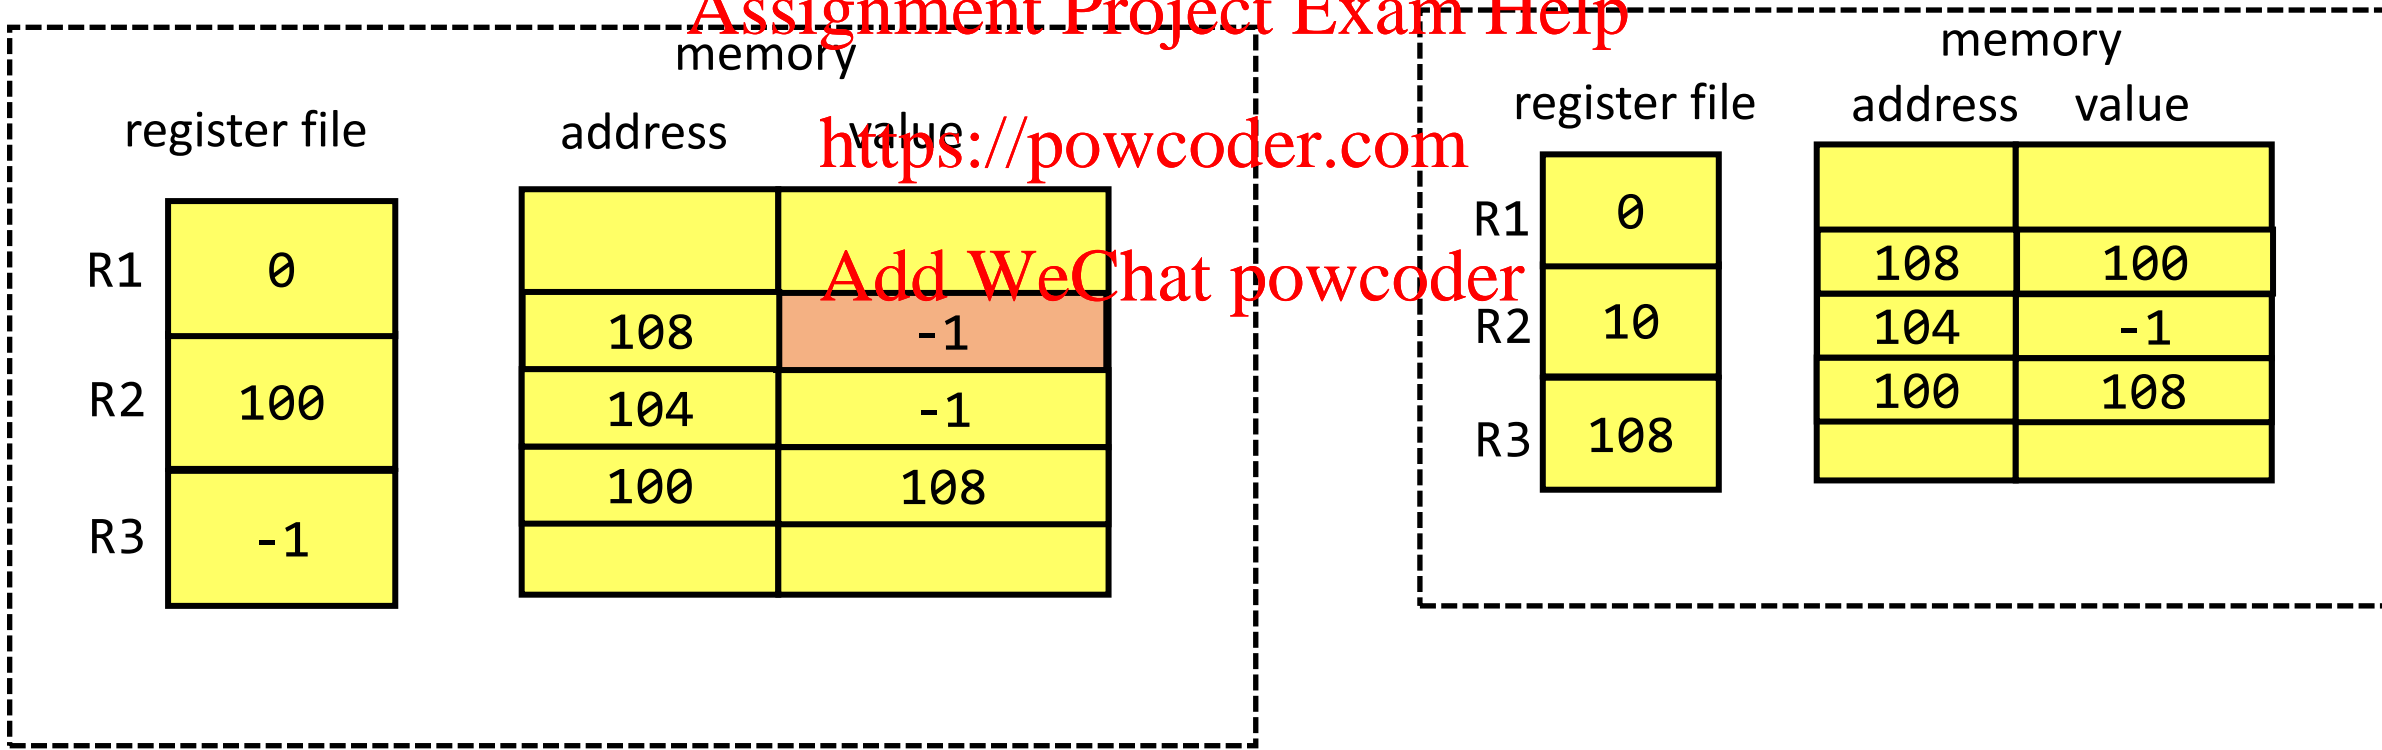 Assignment Project Exam Help
memory
register file address value
https://powcoder.com
Add WeChat powcoder
R1 0
R2 100
R3 -1
108 -1
104 -1
100 108
memory
register file address value
R1 0
R2 10
R3 108
108 100
104 -1
100 108